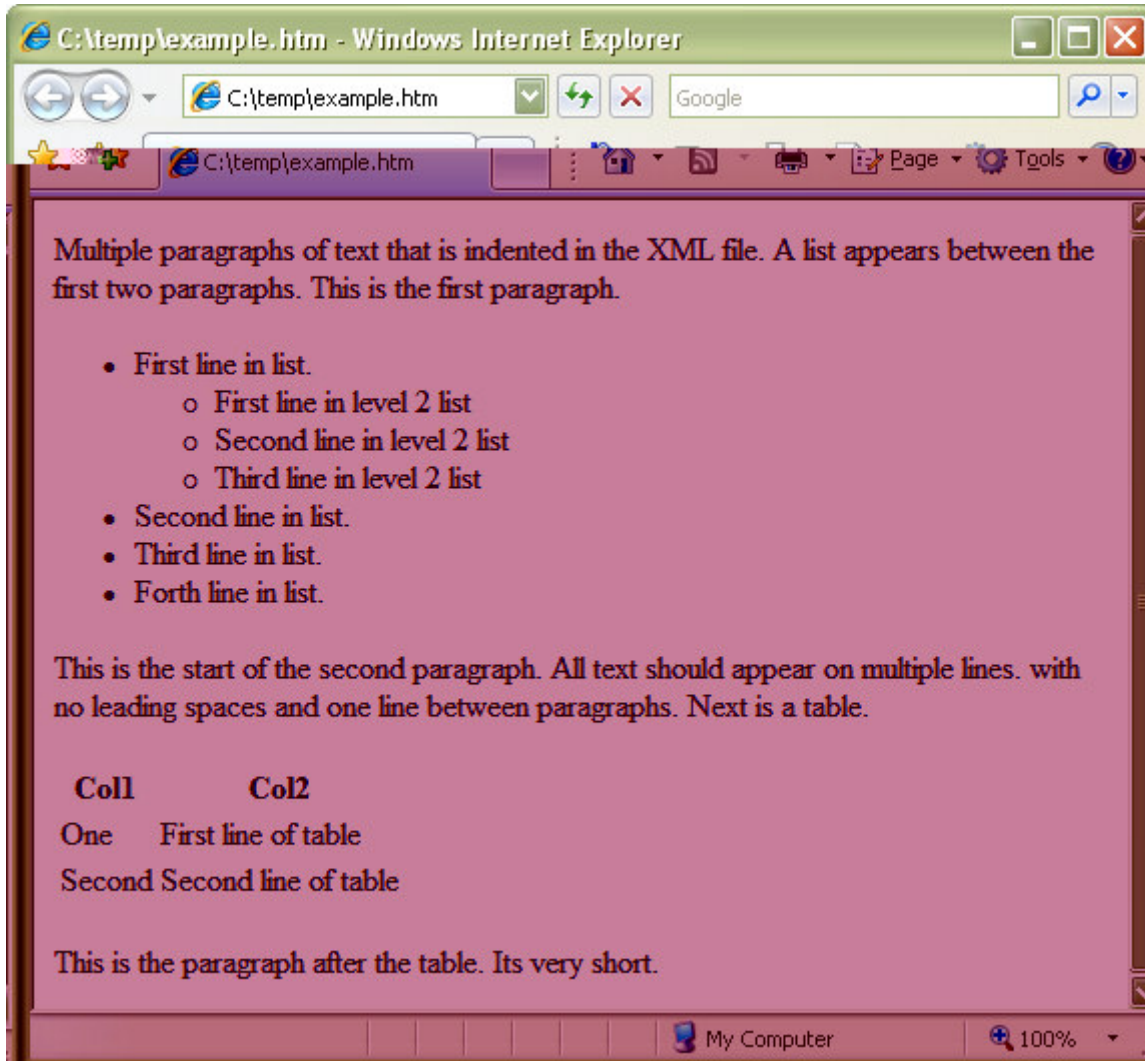 C:\temp\example.htm - Windows Internet Explorer
C:\temp\example.htm
Google
C:\temp\example.htm
Page
Tools
Multiple paragraphs of text that is indented in the XML file. A list appears between the
first two paragraphs. This is the first paragraph.
First line in list.
First line in level 2 list
Second line in level 2 list
Third line in level 2 list
Second line in list.
Third line in list.
Forth line in list.
This is the start of the second paragraph. All text should appear on multiple lines. with
no leading spaces and one line between paragraphs. Next is a table.
Col1 Col2
One First line of table
Second Second line of table
This is the paragraph after the table. Its very short.
My Computer 100%